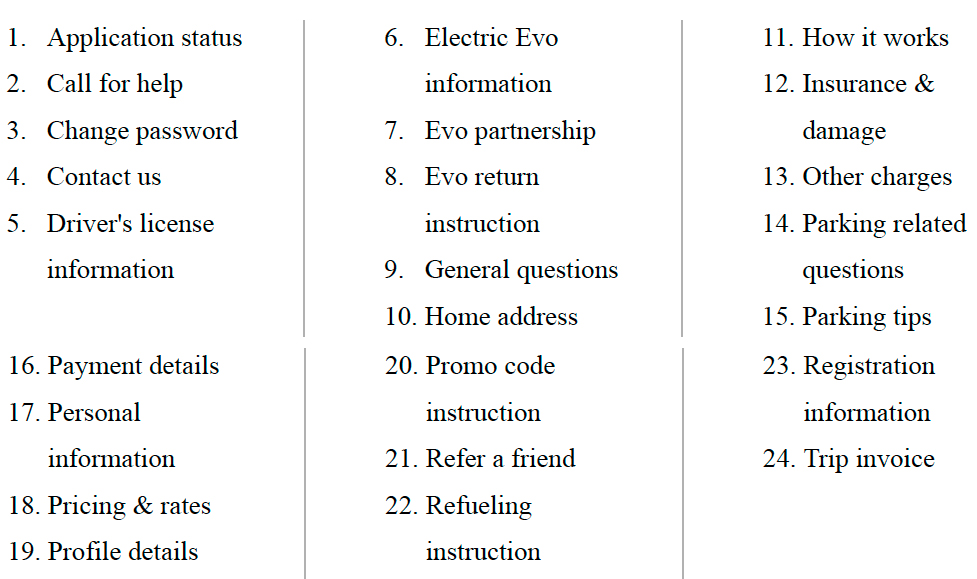 1. Application status
2. Call for help
3. Change password
4. Contact us
5. Driver's license
information
6. Electric Evo
information
7. Evo partnership
8. Evo return
instruction
9. General questions
10. Home address
11. How it works
12. Insurance &
damage
13. Other charges
14. Parking related
questions
15. Parking tips
16. Payment details
17. Personal
information
18. Pricing & rates
19. Profile details
20. Promo code
instruction
21. Refer a friend
22. Refueling
instruction
23. Registration
information
24. Trip invoice